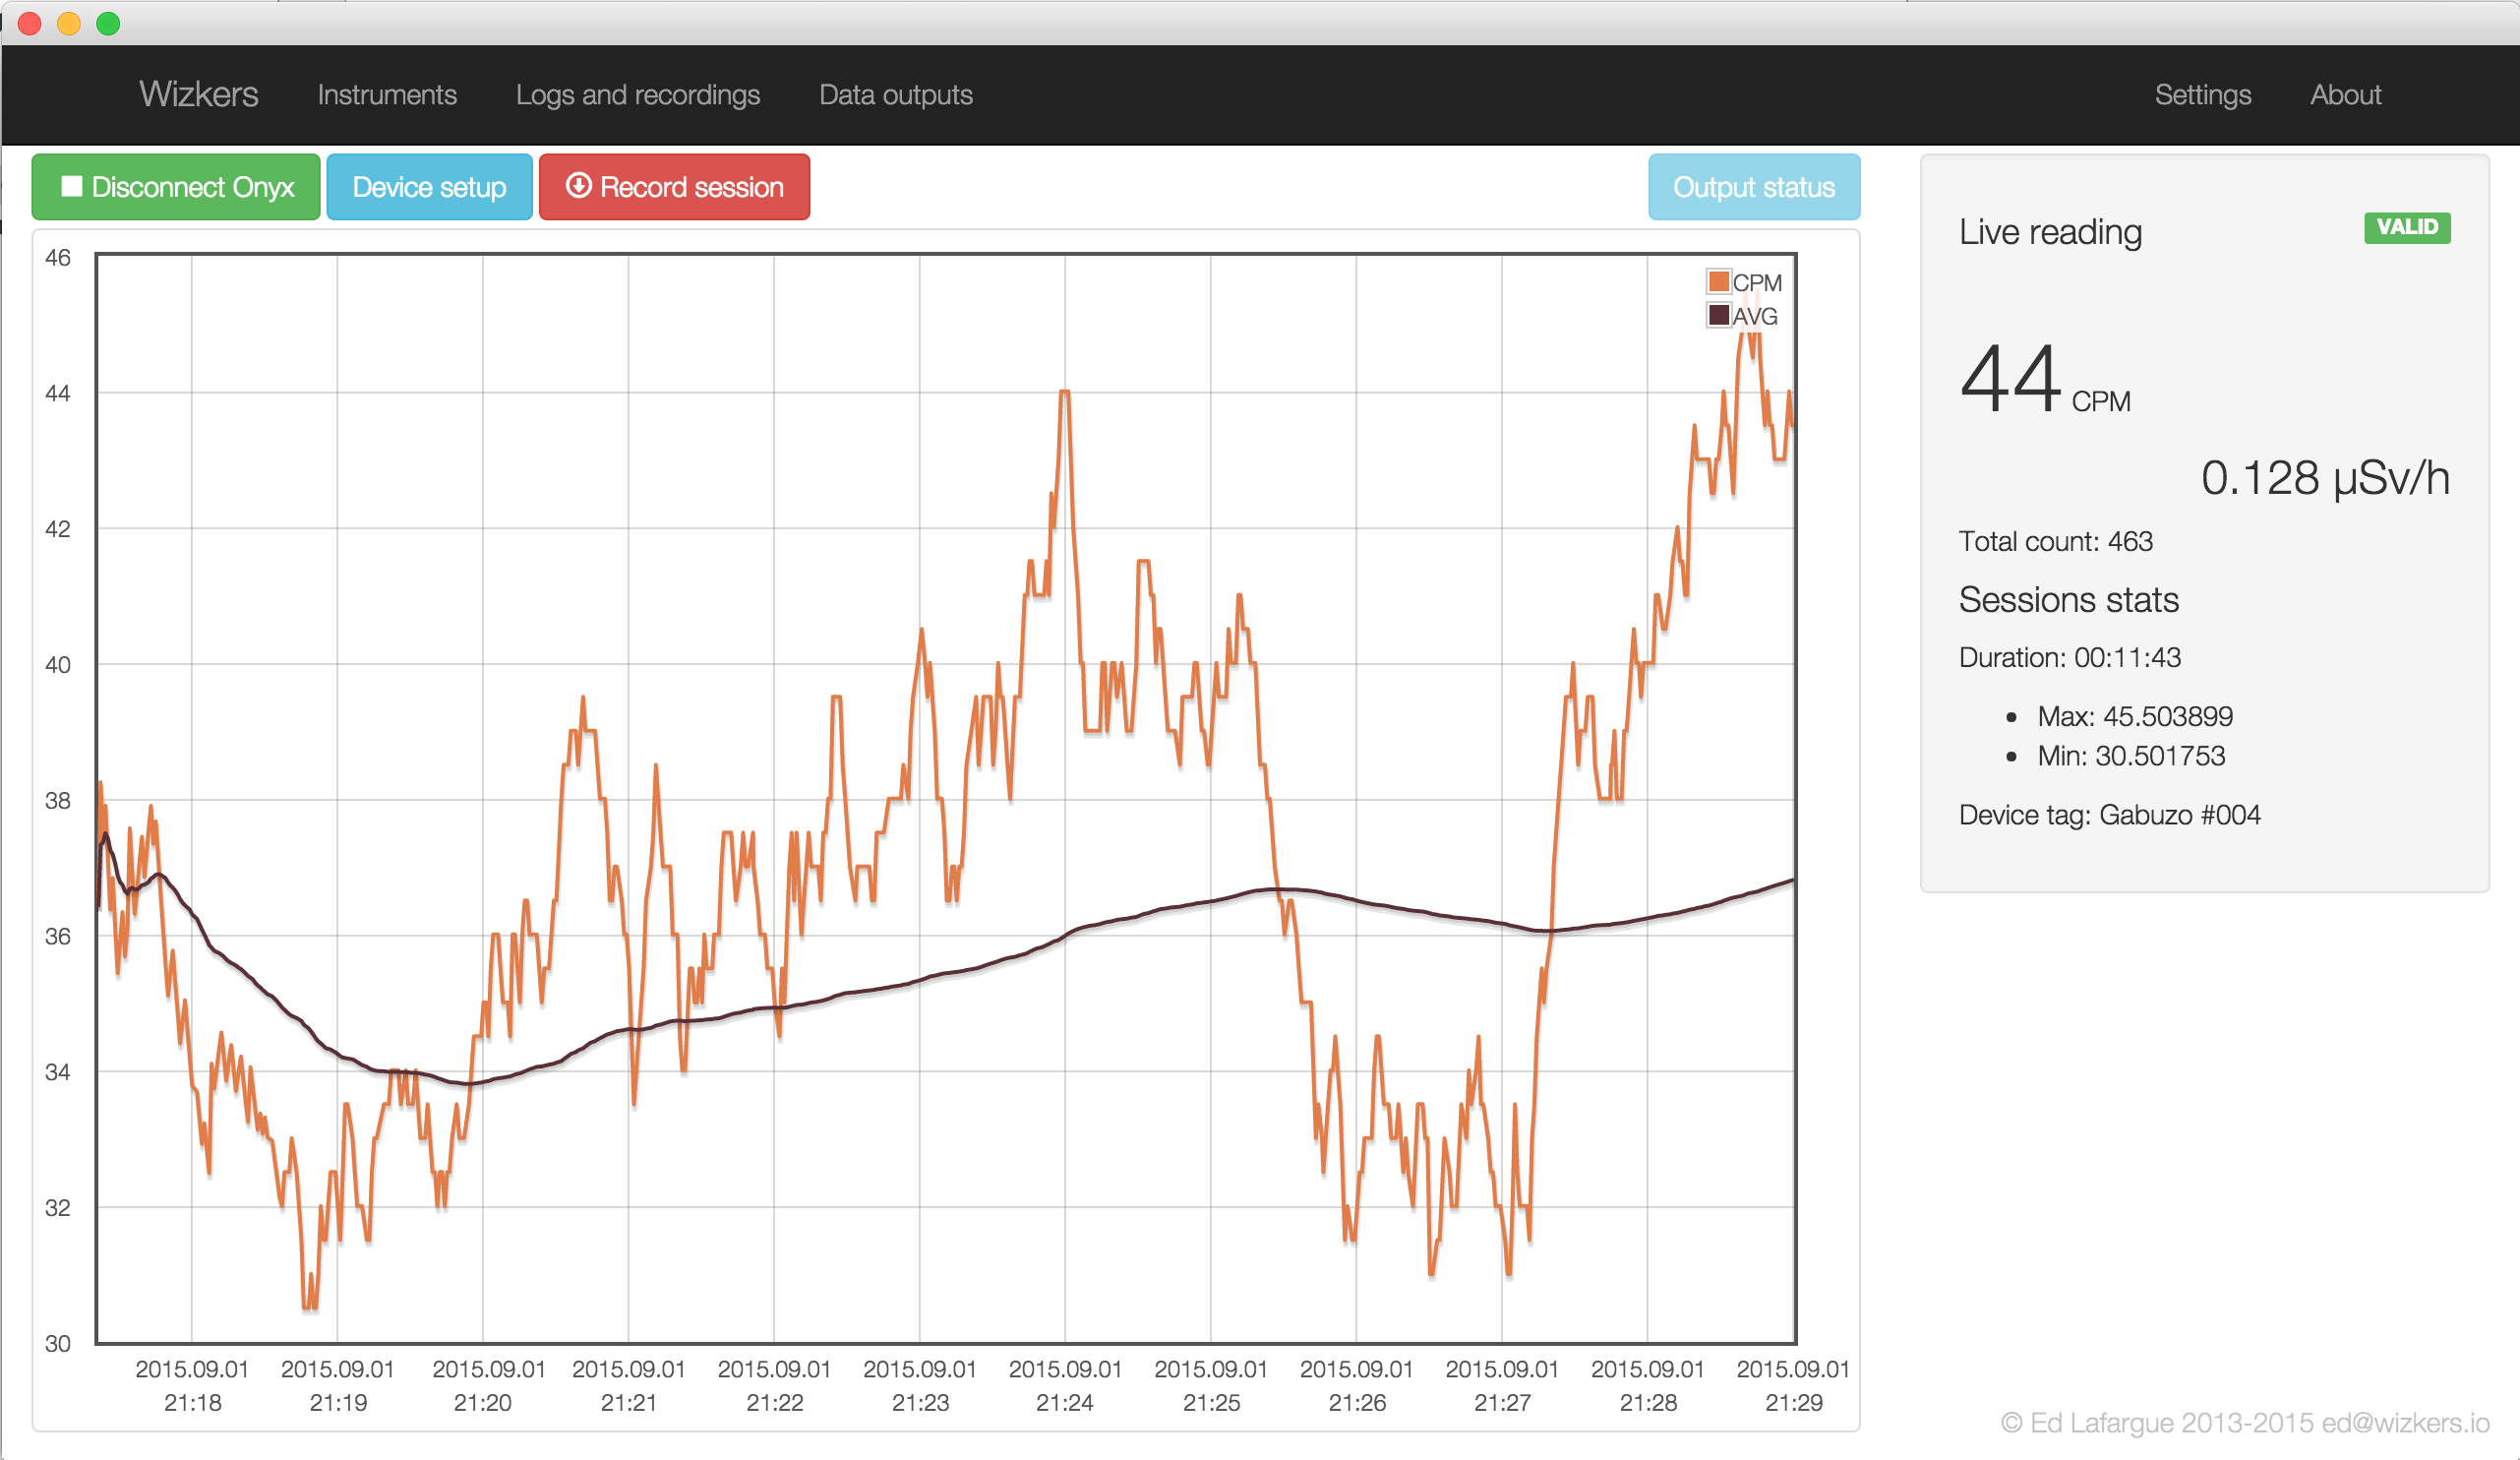 Wizkers Instruments Logs and recordings Data outputs Settings About
Disconnect Onyx Device setup Record session Output status
CPM
AVG
46
44
42
40
38
36
34
32
30
2015.09.01 2015.09.01 2015.09.01 2015.09.01 2015.09.01 2015.09.01 2015.09.01 2015.09.01 2015.09.01 2015.09.01 2015.09.01 2015.09.01
21:18 21:19 21:20 21:21 21:22 21:23 21:24 21:25 21:26 21:27 21:28 21:29
Live reading VALID
44 CPM
0.128 µSv/h
Total count: 463
Sessions stats
Duration: 00:11:43
• Max: 45.503899
• Min: 30.501753
Device tag: Gabuzo #004
© Ed Lafargue 2013-2015 ed@wizkers.io